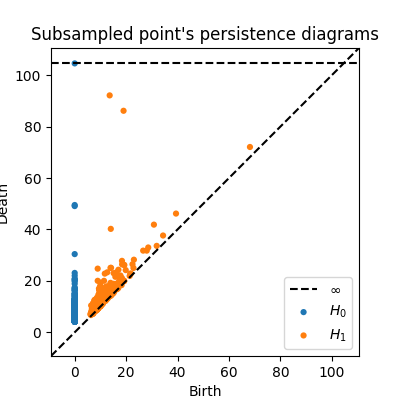 Subsampled point's persistence diagrams
100
80
60
40
20
0
Death
0 20 40 60 80 100
Birth
∞
H₀
H₁